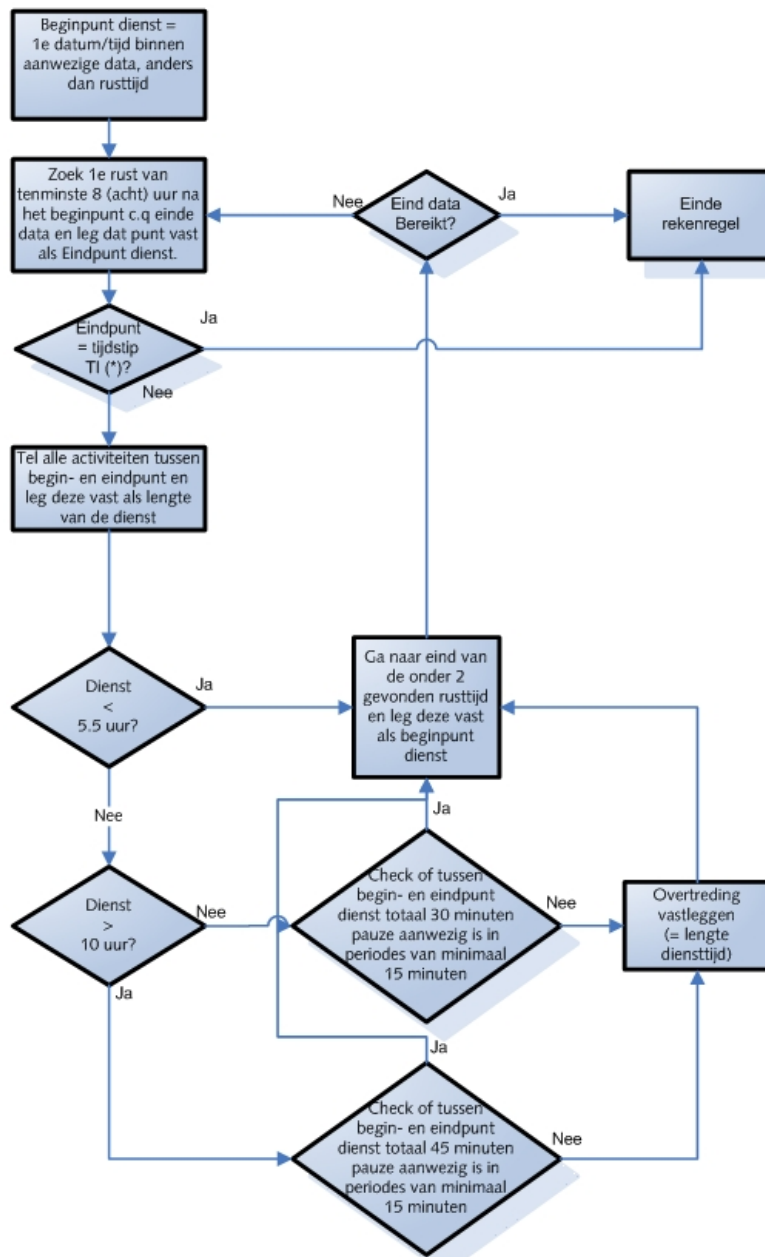 Beginpunt dienst =
1e datum/tijd binnen
aanwezige data, anders
dan rusttijd
Zoek 1e rust van
tenminste 8 (acht) uur na
het beginpunt c.q einde
data en leg dat punt vast
als Eindpunt dienst.
Nee
Eind data
Bereikt?
Ja
Einde
rekenregel
Eindpunt
= tijdstip
TI (*)?
Ja
Nee
Tel alle activiteiten tussen
begin- en eindpunt en
leg deze vast als lengte
van de dienst
Dienst
<
5.5 uur?
Ja
Ga naar eind van
de onder 2
gevonden rusttijd
en leg deze vast
als beginpunt
dienst
Nee
Ja
Dienst
>
10 uur?
Nee
Check of tussen
begin- en eindpunt
dienst totaal 30 minuten
pauze aanwezig is in
periodes van minimaal
15 minuten
Nee
Overtreding
vastleggen
(= lengte
diensttijd)
Ja
Ja
Check of tussen
begin- en eindpunt
dienst totaal 45 minuten
pauze aanwezig is in
periodes van minimaal
15 minuten
Nee